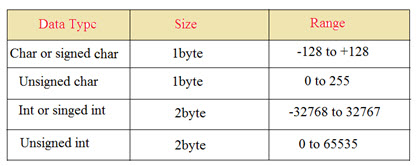 Data Type Size Range
Char or signed char 1byte -128 to +128
Unsigned char 1byte 0 to 255
Int or singed int 2byte -32768 to 32767
Unsigned int 2byte 0 to 65535